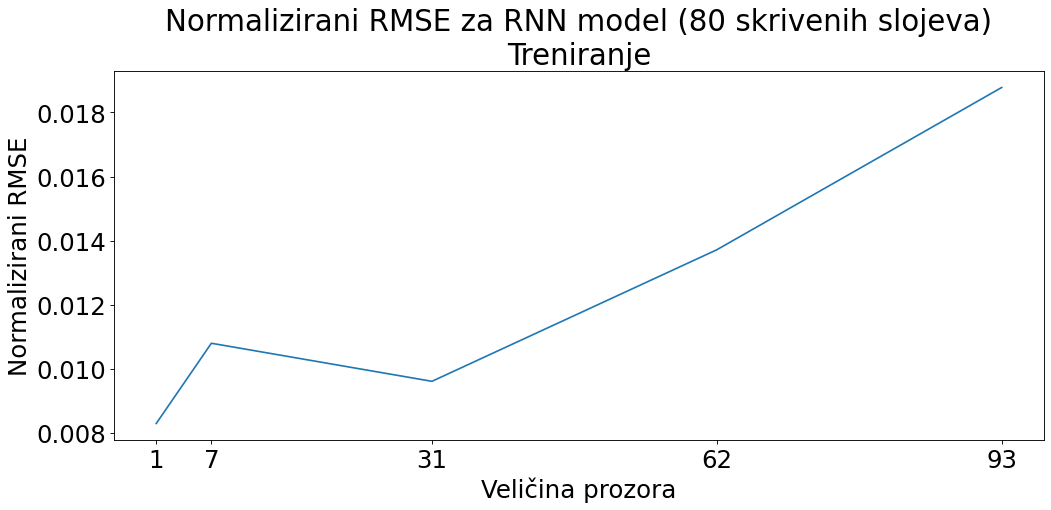 Normalizirani RMSE za RNN model (80 skrivenih slojeva)
Treniranje
Normalizirani RMSE
0.018
0.016
0.014
0.012
0.010
0.008
1 7 31 62 93
Veličina prozora